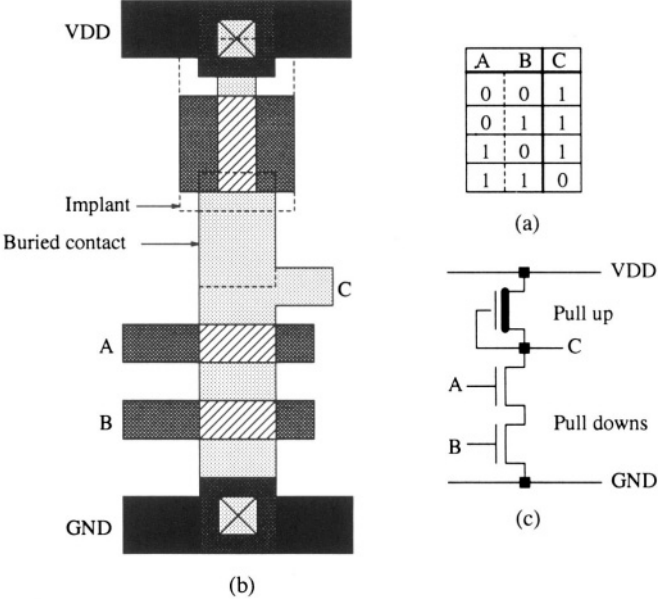 VDD
Implant
Buried contact
C
A
B
GND
(b)
A B C
0 0 1
0 1 1
1 0 1
1 1 0
(a)
VDD
Pull up
C
A
Pull downs
B
GND
(c)